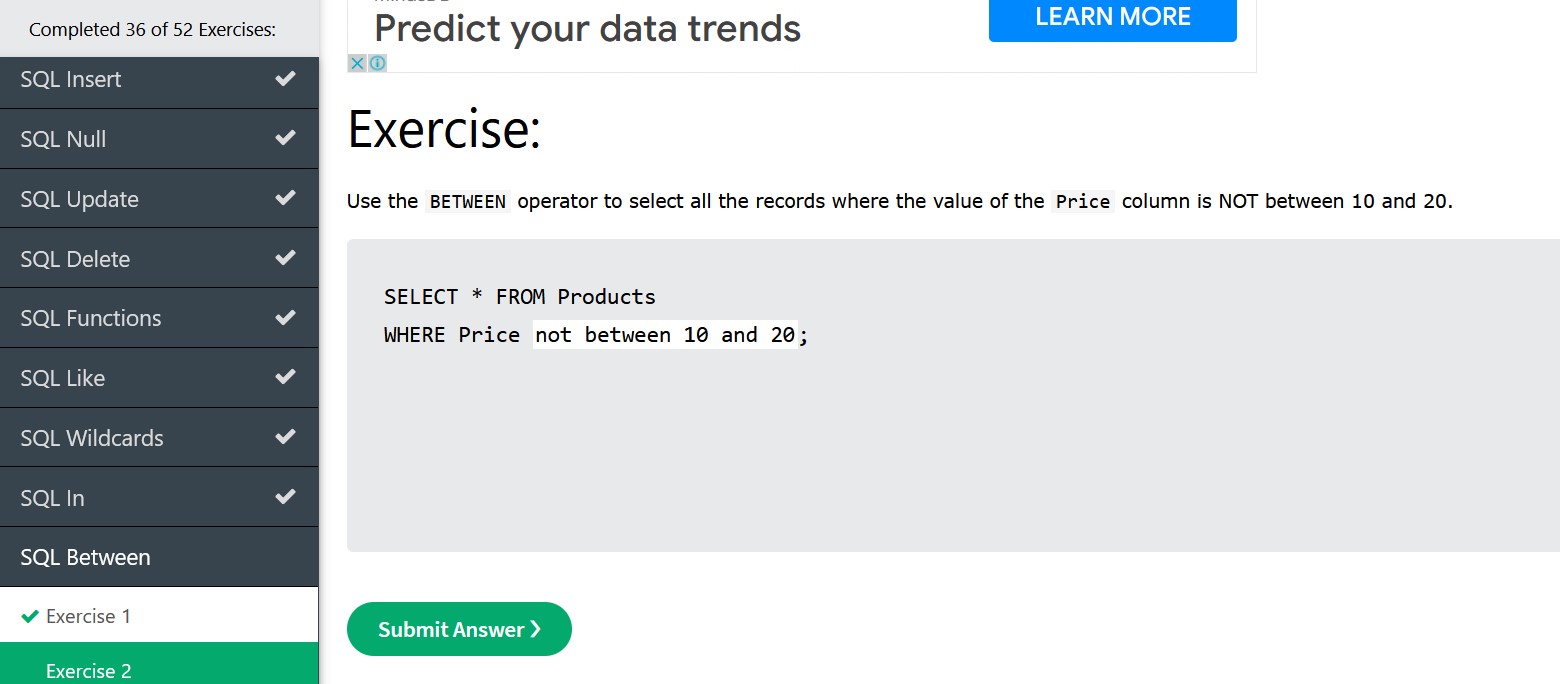 Completed 36 of 52 Exercises:
SQL Insert
SQL Null
SQL Update
SQL Delete
SQL Functions
SQL Like
SQL Wildcards
SQL In
SQL Between
Exercise 1
Exercise 2
Predict your data trends
LEARN MORE
Exercise:
Use the BETWEEN operator to select all the records where the value of the Price column is NOT between 10 and 20.
SELECT * FROM Products
WHERE Price not between 10 and 20;
Submit Answer ❯